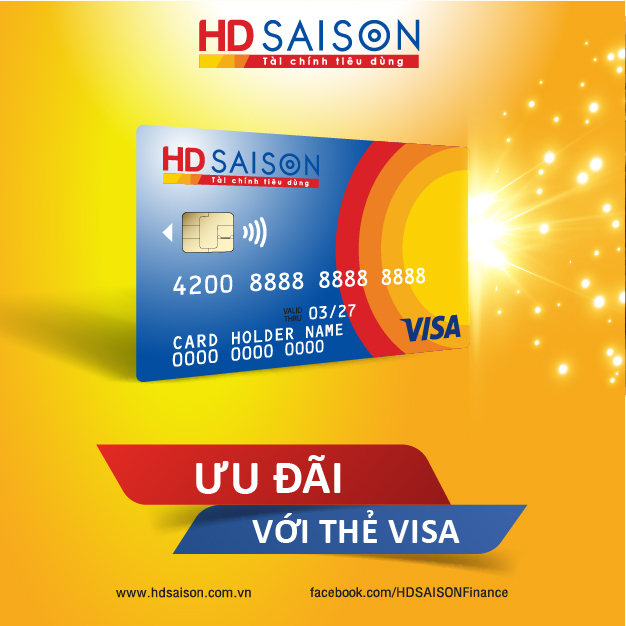 HD SAISON
Tài chính tiêu dùng
HD SAISON
Tài chính tiêu dùng
4200 8888 8888 8888
VALID THRU 03/27
CARD HOLDER NAME
0000 0000 0000
VISA
ƯU ĐÃI
VỚI THẺ VISA
www.hdsaison.com.vn facebook.com/HDSAISONFinance